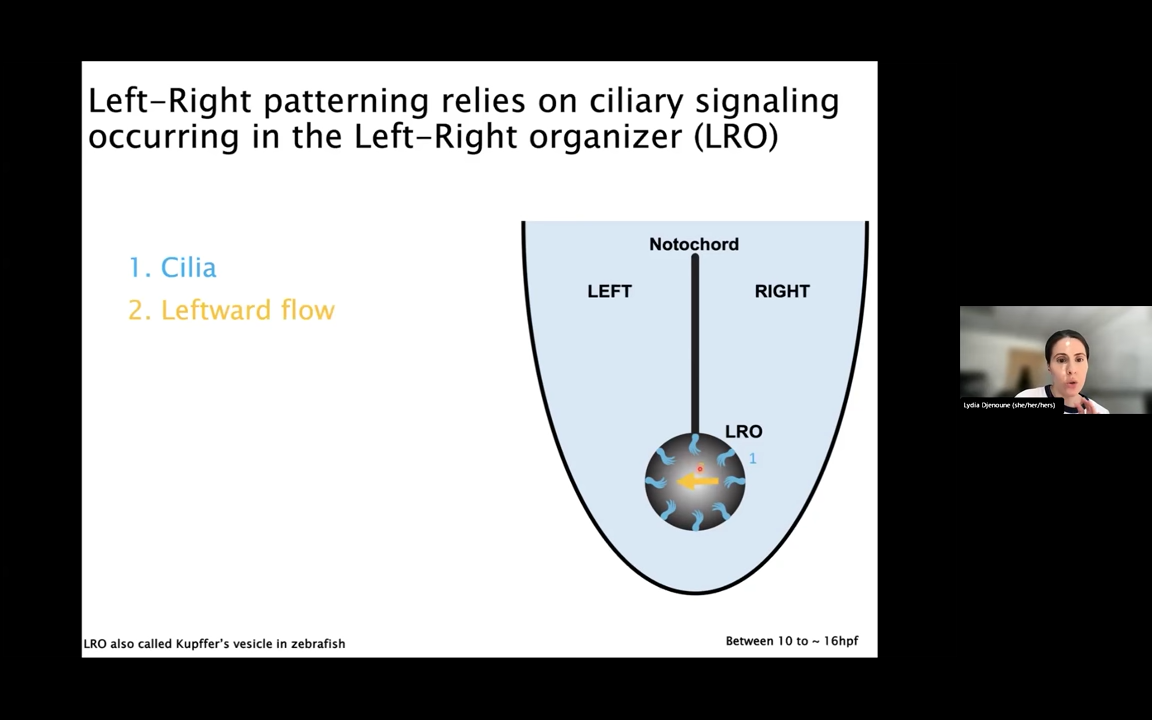 Left-Right patterning relies on ciliary signaling
occurring in the Left-Right organizer (LRO)
1. Cilia
2. Leftward flow
Notochord
LEFT
RIGHT
LRO
1
LRO also called Kupffer's vesicle in zebrafish
Between 10 to ~ 16hpf
Lydia Djenoune (she/her/hers)